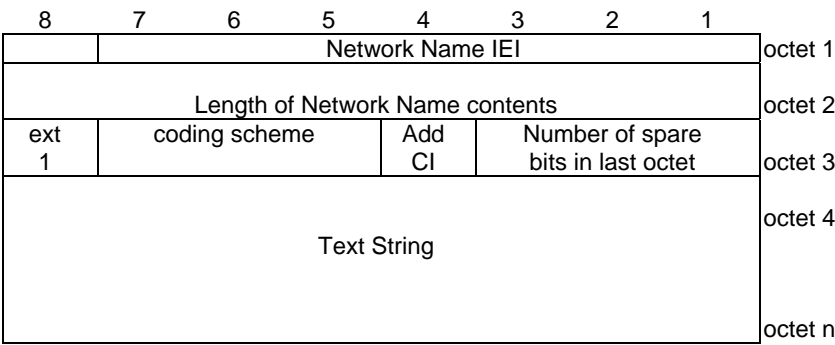 8 7 6 5 4 3 2 1
Network Name IEI octet 1
Length of Network Name contents octet 2
ext coding scheme Add Number of spare
1 CI bits in last octet octet 3
octet 4
Text String
octet n